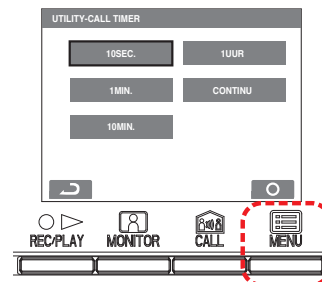 UTILITY-CALL TIMER
10SEC. 1UUR
1MIN. CONTINU
10MIN.
REC/PLAY MONITOR CALL MENU